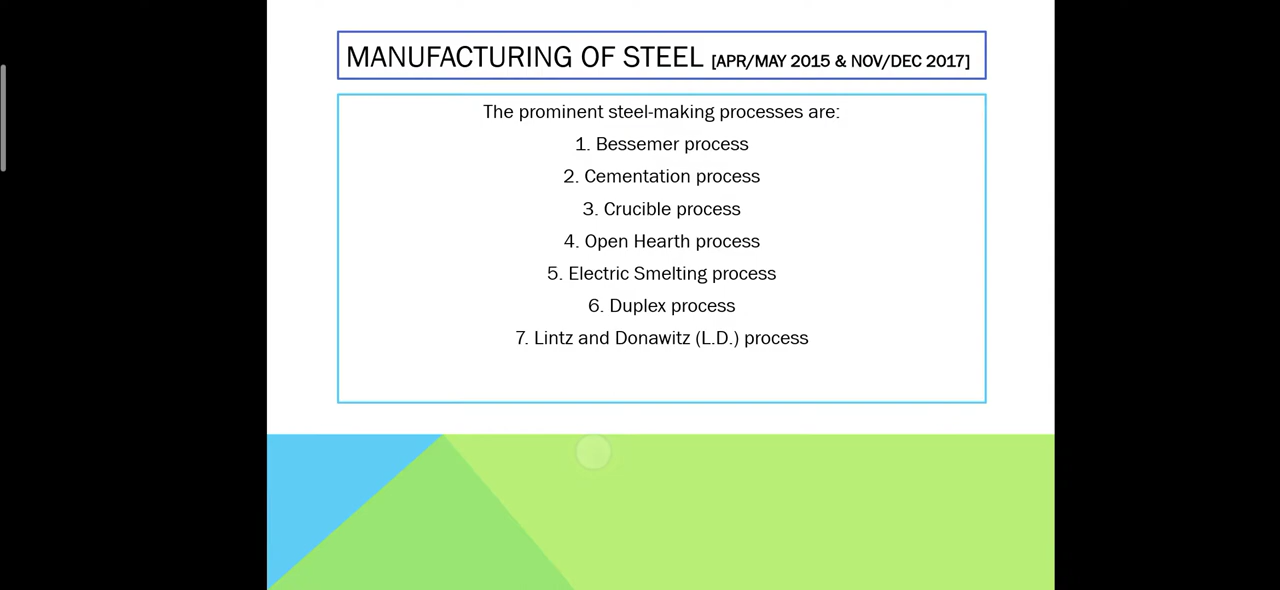 MANUFACTURING OF STEEL [APR/MAY 2015 & NOV/DEC 2017]
The prominent steel-making processes are:
1. Bessemer process
2. Cementation process
3. Crucible process
4. Open Hearth process
5. Electric Smelting process
6. Duplex process
7. Lintz and Donawitz (L.D.) process